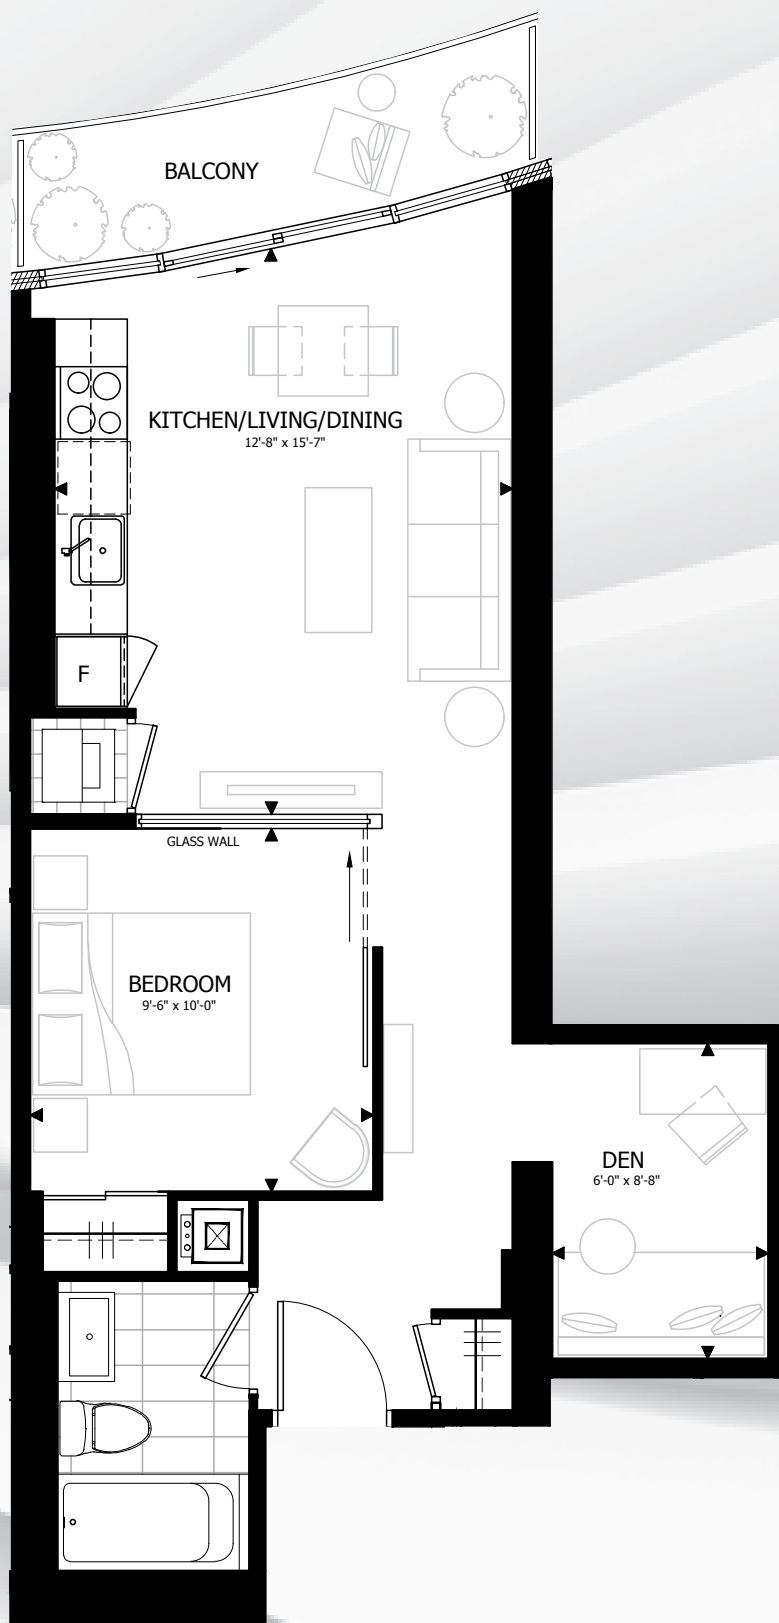 BALCONY
KITCHEN/LIVING/DINING
12'-8" x 15'-7"
F
GLASS WALL
BEDROOM
9'-6" x 10'-0"
DEN
6'-0" x 8'-8"